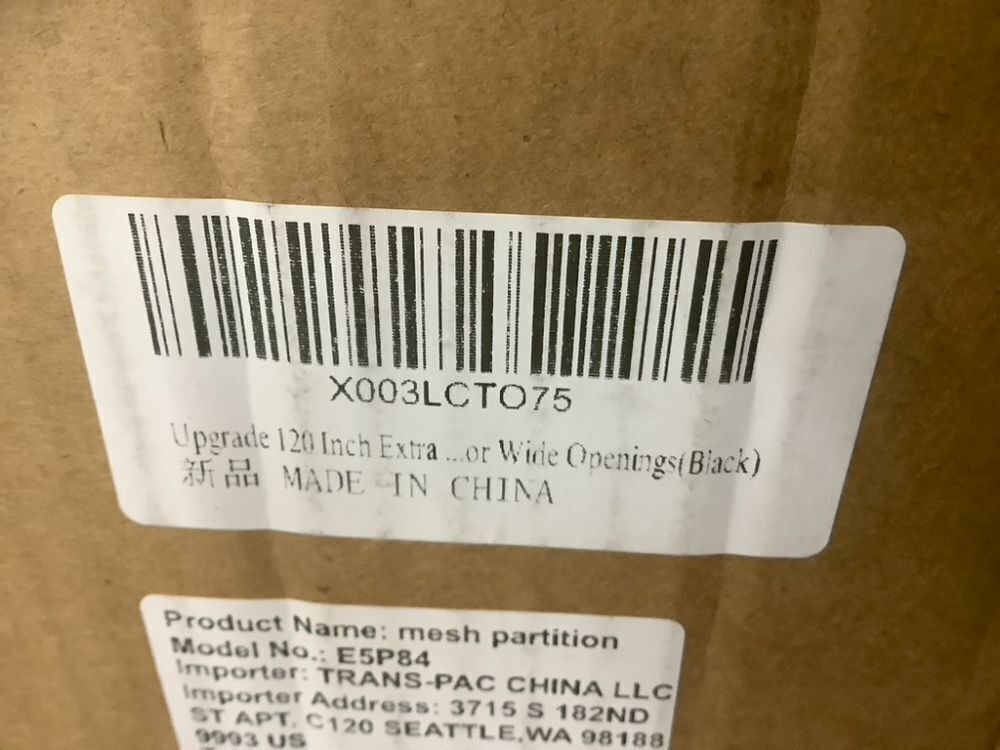 X003LCTO75
Upgrade 120 Inch Extra ...or Wide Openings(Black)
新品 MADE IN CHINA
Product Name: mesh partition
Model No.: E5P84
Importer: TRANS-PAC CHINA LLC
Importer Address: 3715 S 182ND
ST APT. C120 SEATTLE,WA 98188
9993 US